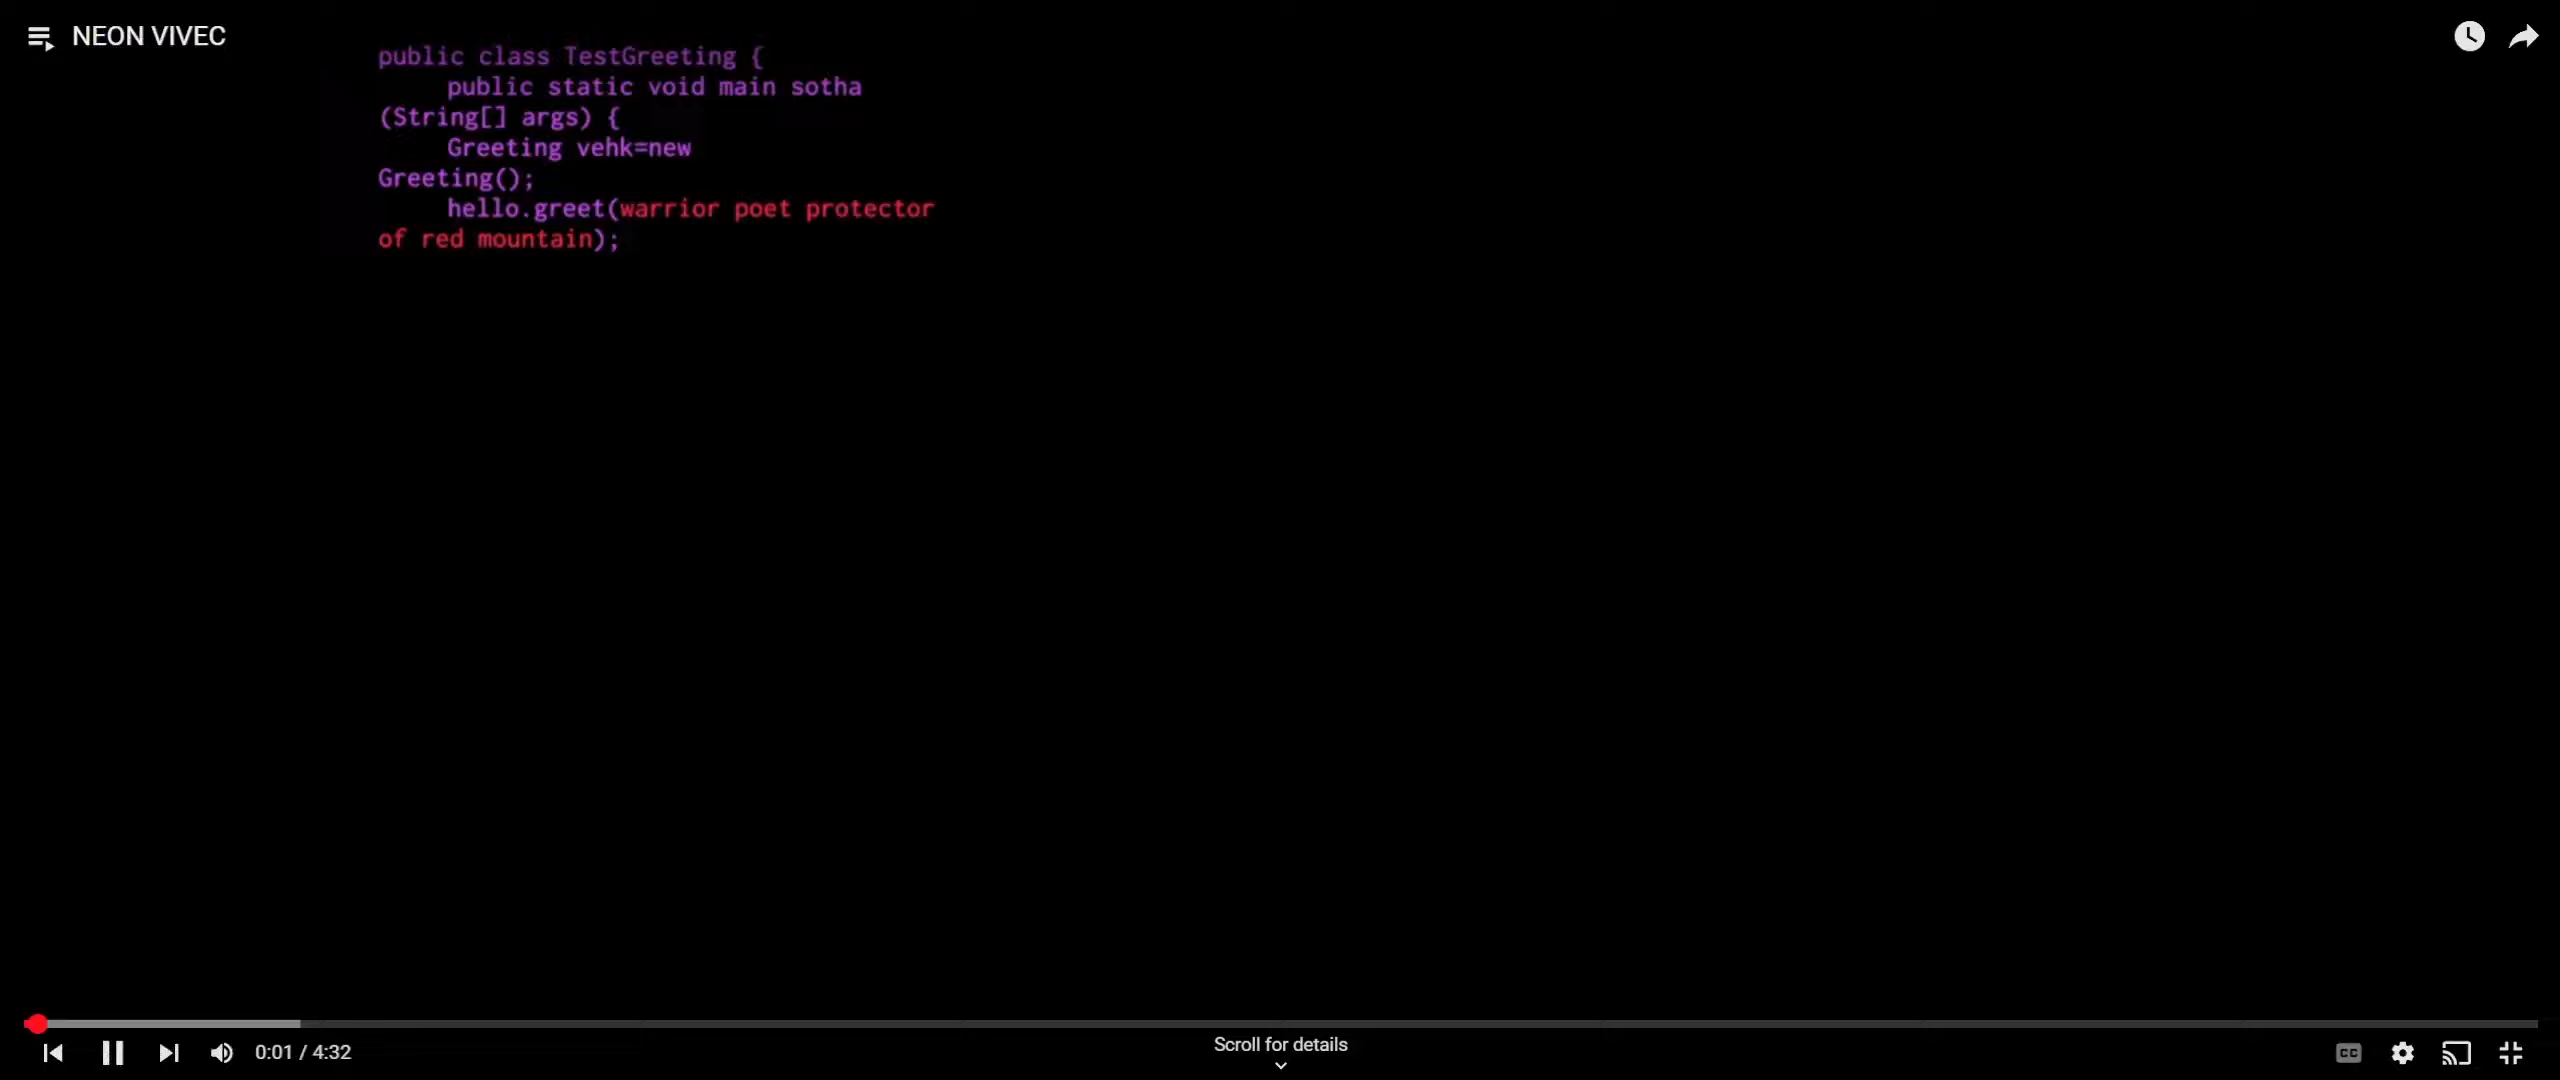 NEON VIVEC
public class TestGreeting {
public static void main sotha
(String[] args) {
Greeting vehk=new
Greeting();
hello.greet(warrior poet protector
of red mountain);
0:01 / 4:32
Scroll for details
CC